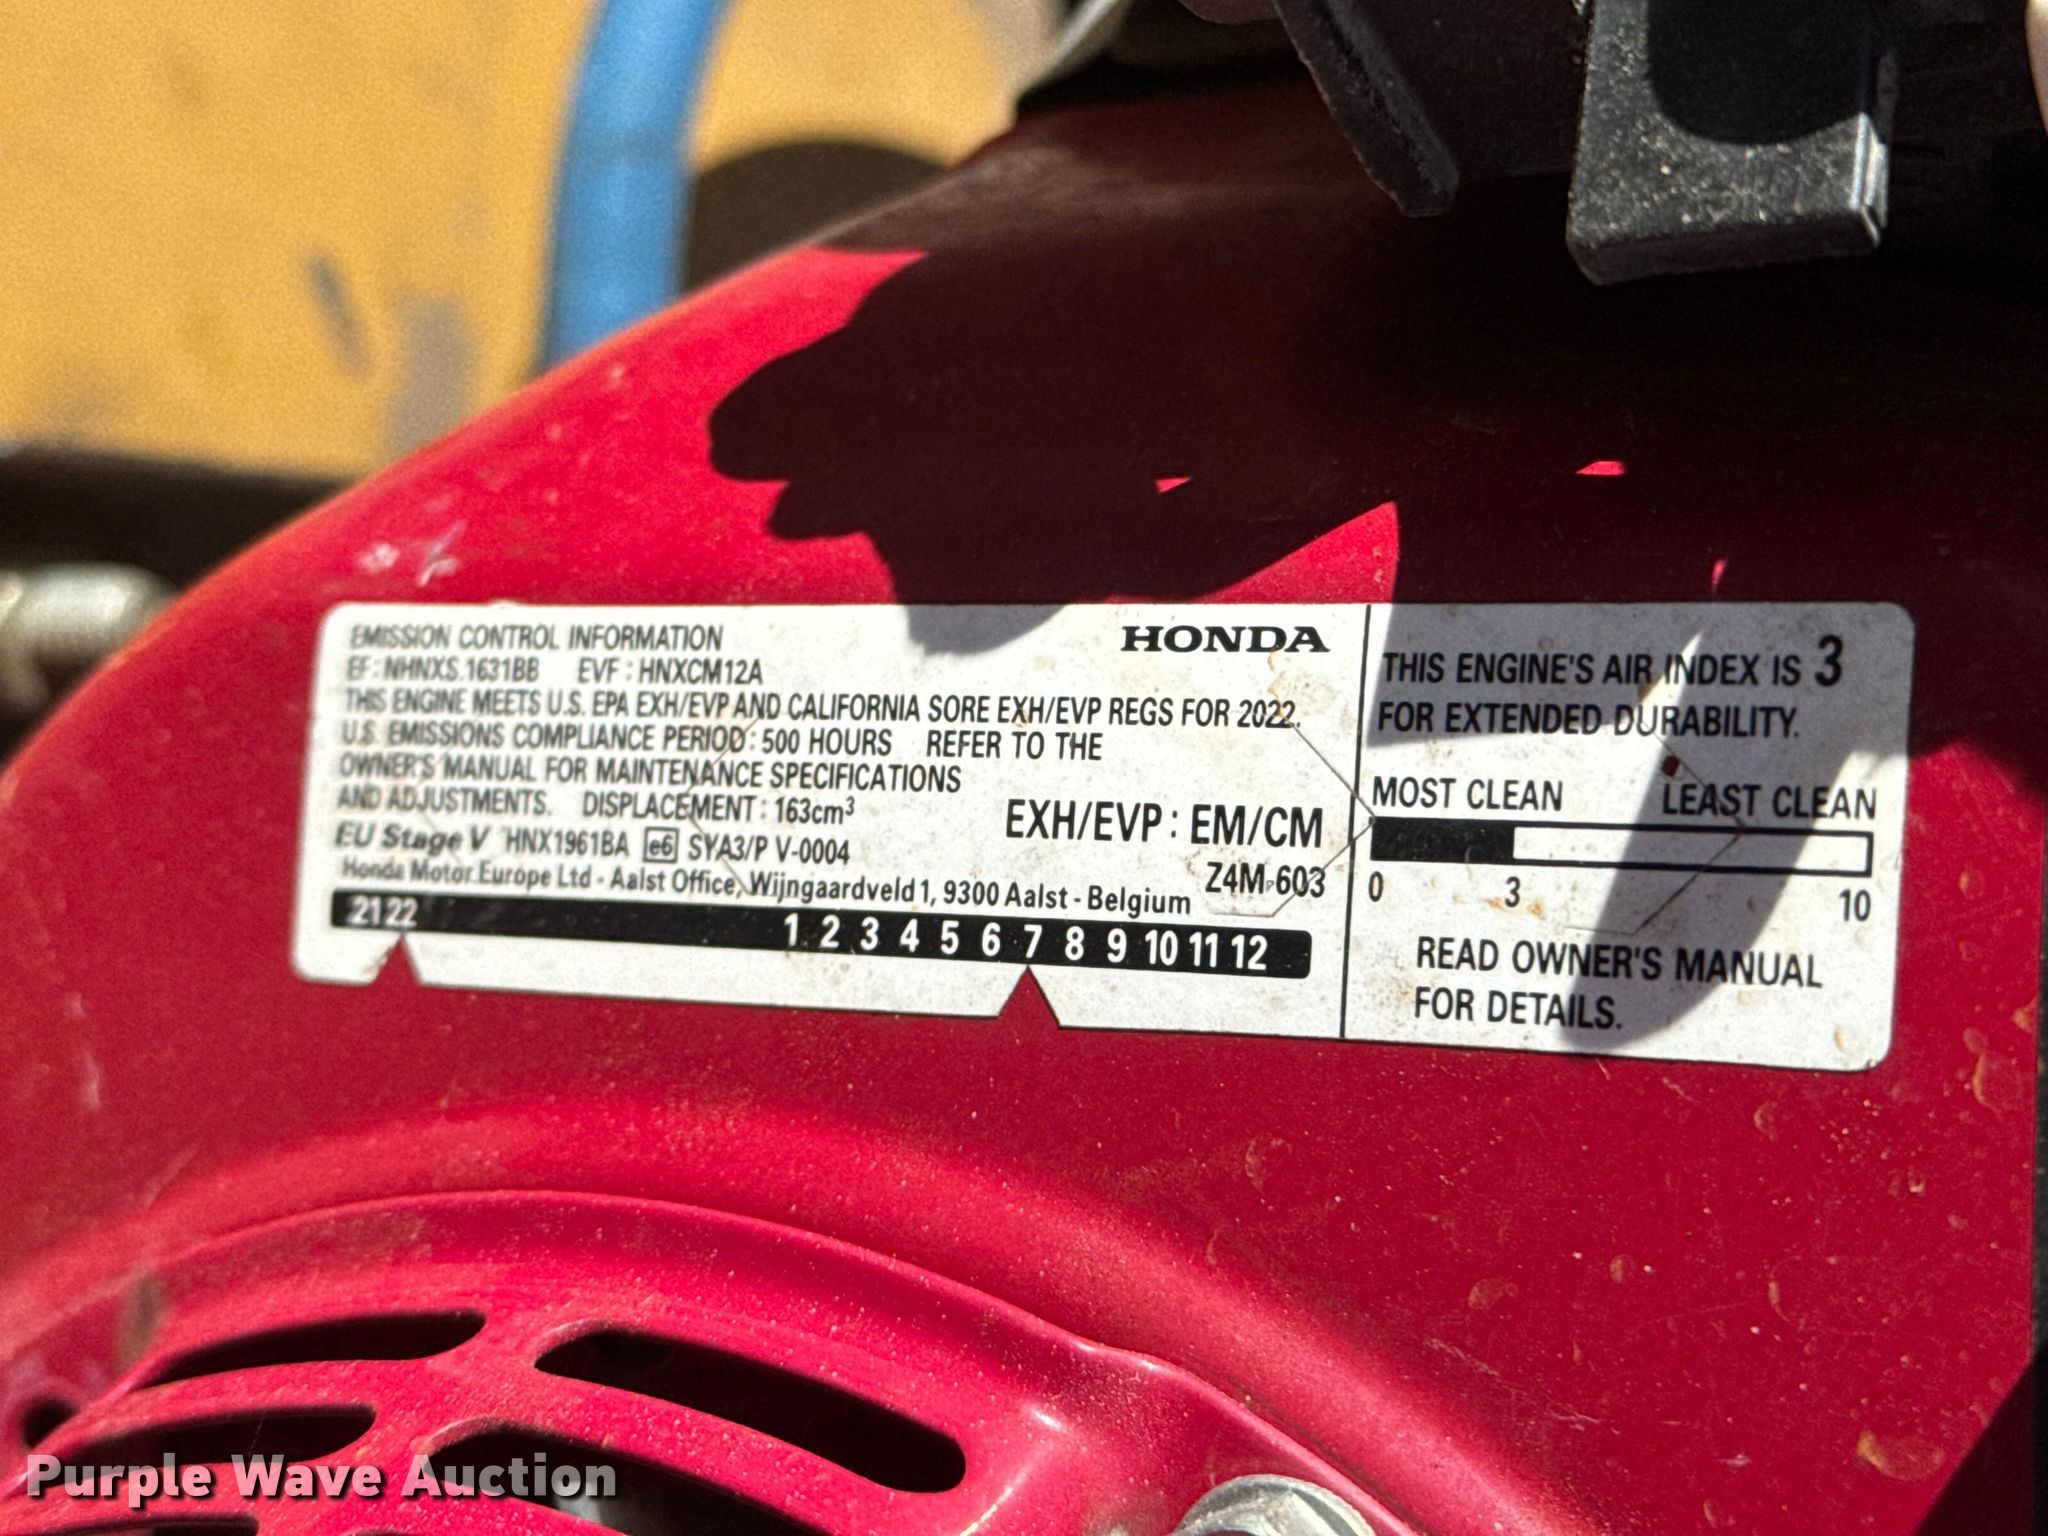 EMISSION CONTROL INFORMATION
HONDA
EF : NHNXS.1631BB EVF : HNXCM12A
THIS ENGINE MEETS U.S. EPA EXH/EVP AND CALIFORNIA SORE EXH/EVP REGS FOR 2022.
U.S. EMISSIONS COMPLIANCE PERIOD : 500 HOURS REFER TO THE
OWNER'S MANUAL FOR MAINTENANCE SPECIFICATIONS
AND ADJUSTMENTS. DISPLACEMENT : 163cm³
EXH/EVP : EM/CM
EU Stage V HNX1961BA e6 SYA3/P V-0004
Honda Motor Europe Ltd - Aalst Office, Wijngaardveld 1, 9300 Aalst - Belgium
Z4M-603
21 22 1 2 3 4 5 6 7 8 9 10 11 12
THIS ENGINE'S AIR INDEX IS 3
FOR EXTENDED DURABILITY.
MOST CLEAN LEAST CLEAN
0 3 10
READ OWNER'S MANUAL
FOR DETAILS.
Purple Wave Auction